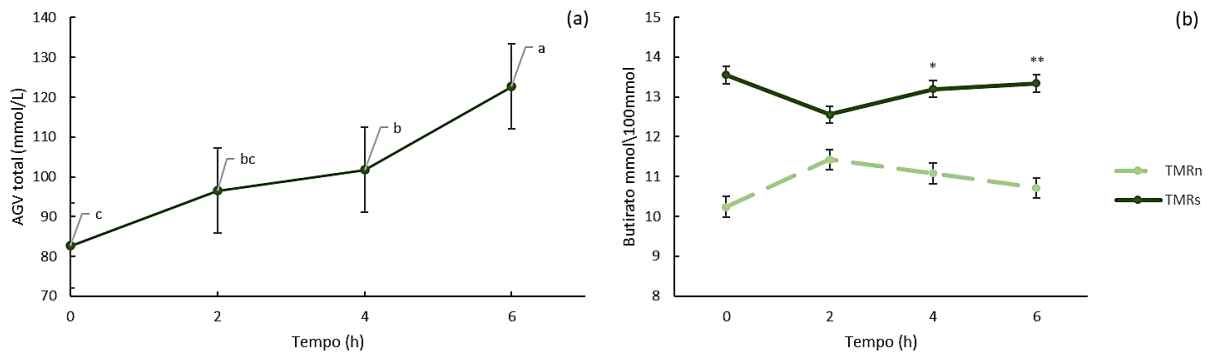 (a)
AGV total (mmol/L)
140
130
120
110
100
90
80
70
c
bc
b
a
0 2 4 6
Tempo (h)
(b)
Butirato mmol\100mmol
15
14
13
12
11
10
9
8
* **
0 2 4 6
Tempo (h)
TMRn
TMRs